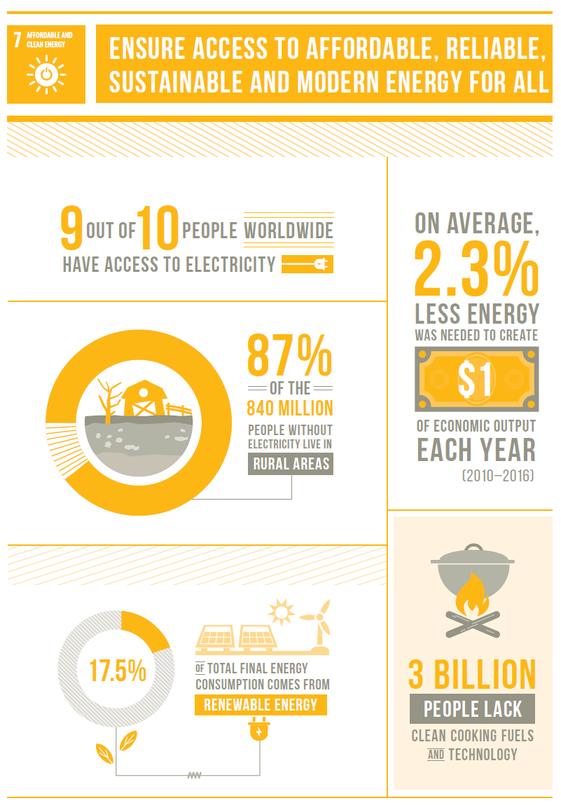 7 AFFORDABLE AND
CLEAN ENERGY
ENSURE ACCESS TO AFFORDABLE, RELIABLE,
SUSTAINABLE AND MODERN ENERGY FOR ALL
9 OUT OF 10 PEOPLE WORLDWIDE
HAVE ACCESS TO ELECTRICITY
87%
OF THE
840 MILLION
PEOPLE WITHOUT
ELECTRICITY LIVE IN
RURAL AREAS
17.5%
OF TOTAL FINAL ENERGY
CONSUMPTION COMES FROM
RENEWABLE ENERGY
ON AVERAGE,
2.3%
LESS ENERGY
WAS NEEDED TO CREATE
$1
OF ECONOMIC OUTPUT
EACH YEAR
(2010–2016)
3 BILLION
PEOPLE LACK
CLEAN COOKING FUELS
AND TECHNOLOGY